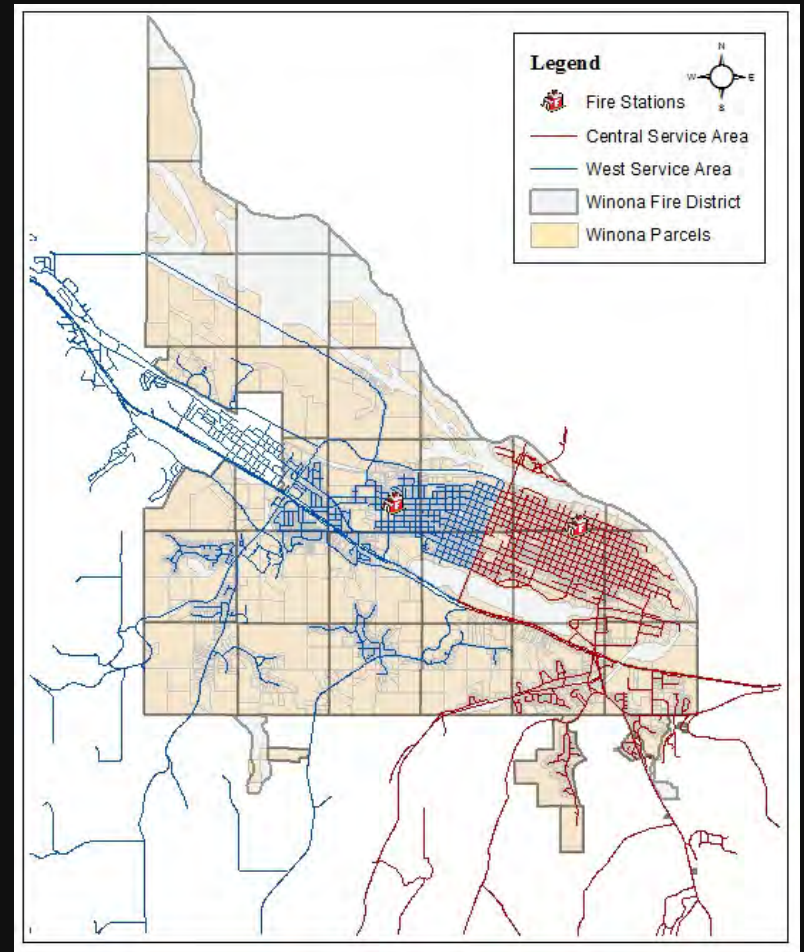 Legend
N
W
E
S
Fire Stations
Central Service Area
West Service Area
Winona Fire District
Winona Parcels